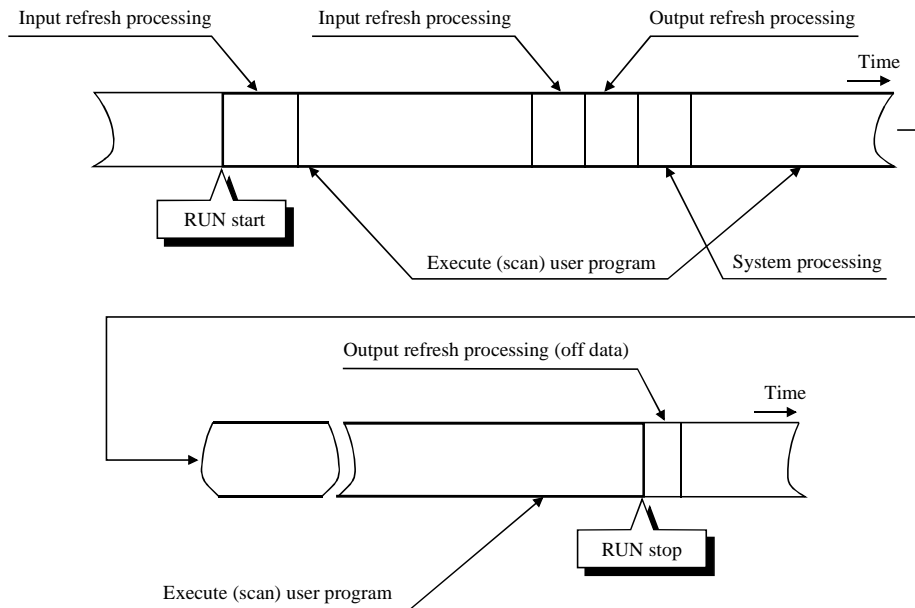 Input refresh processing
Input refresh processing
Output refresh processing
Time
RUN start
Execute (scan) user program
System processing
Output refresh processing (off data)
Time
RUN stop
Execute (scan) user program